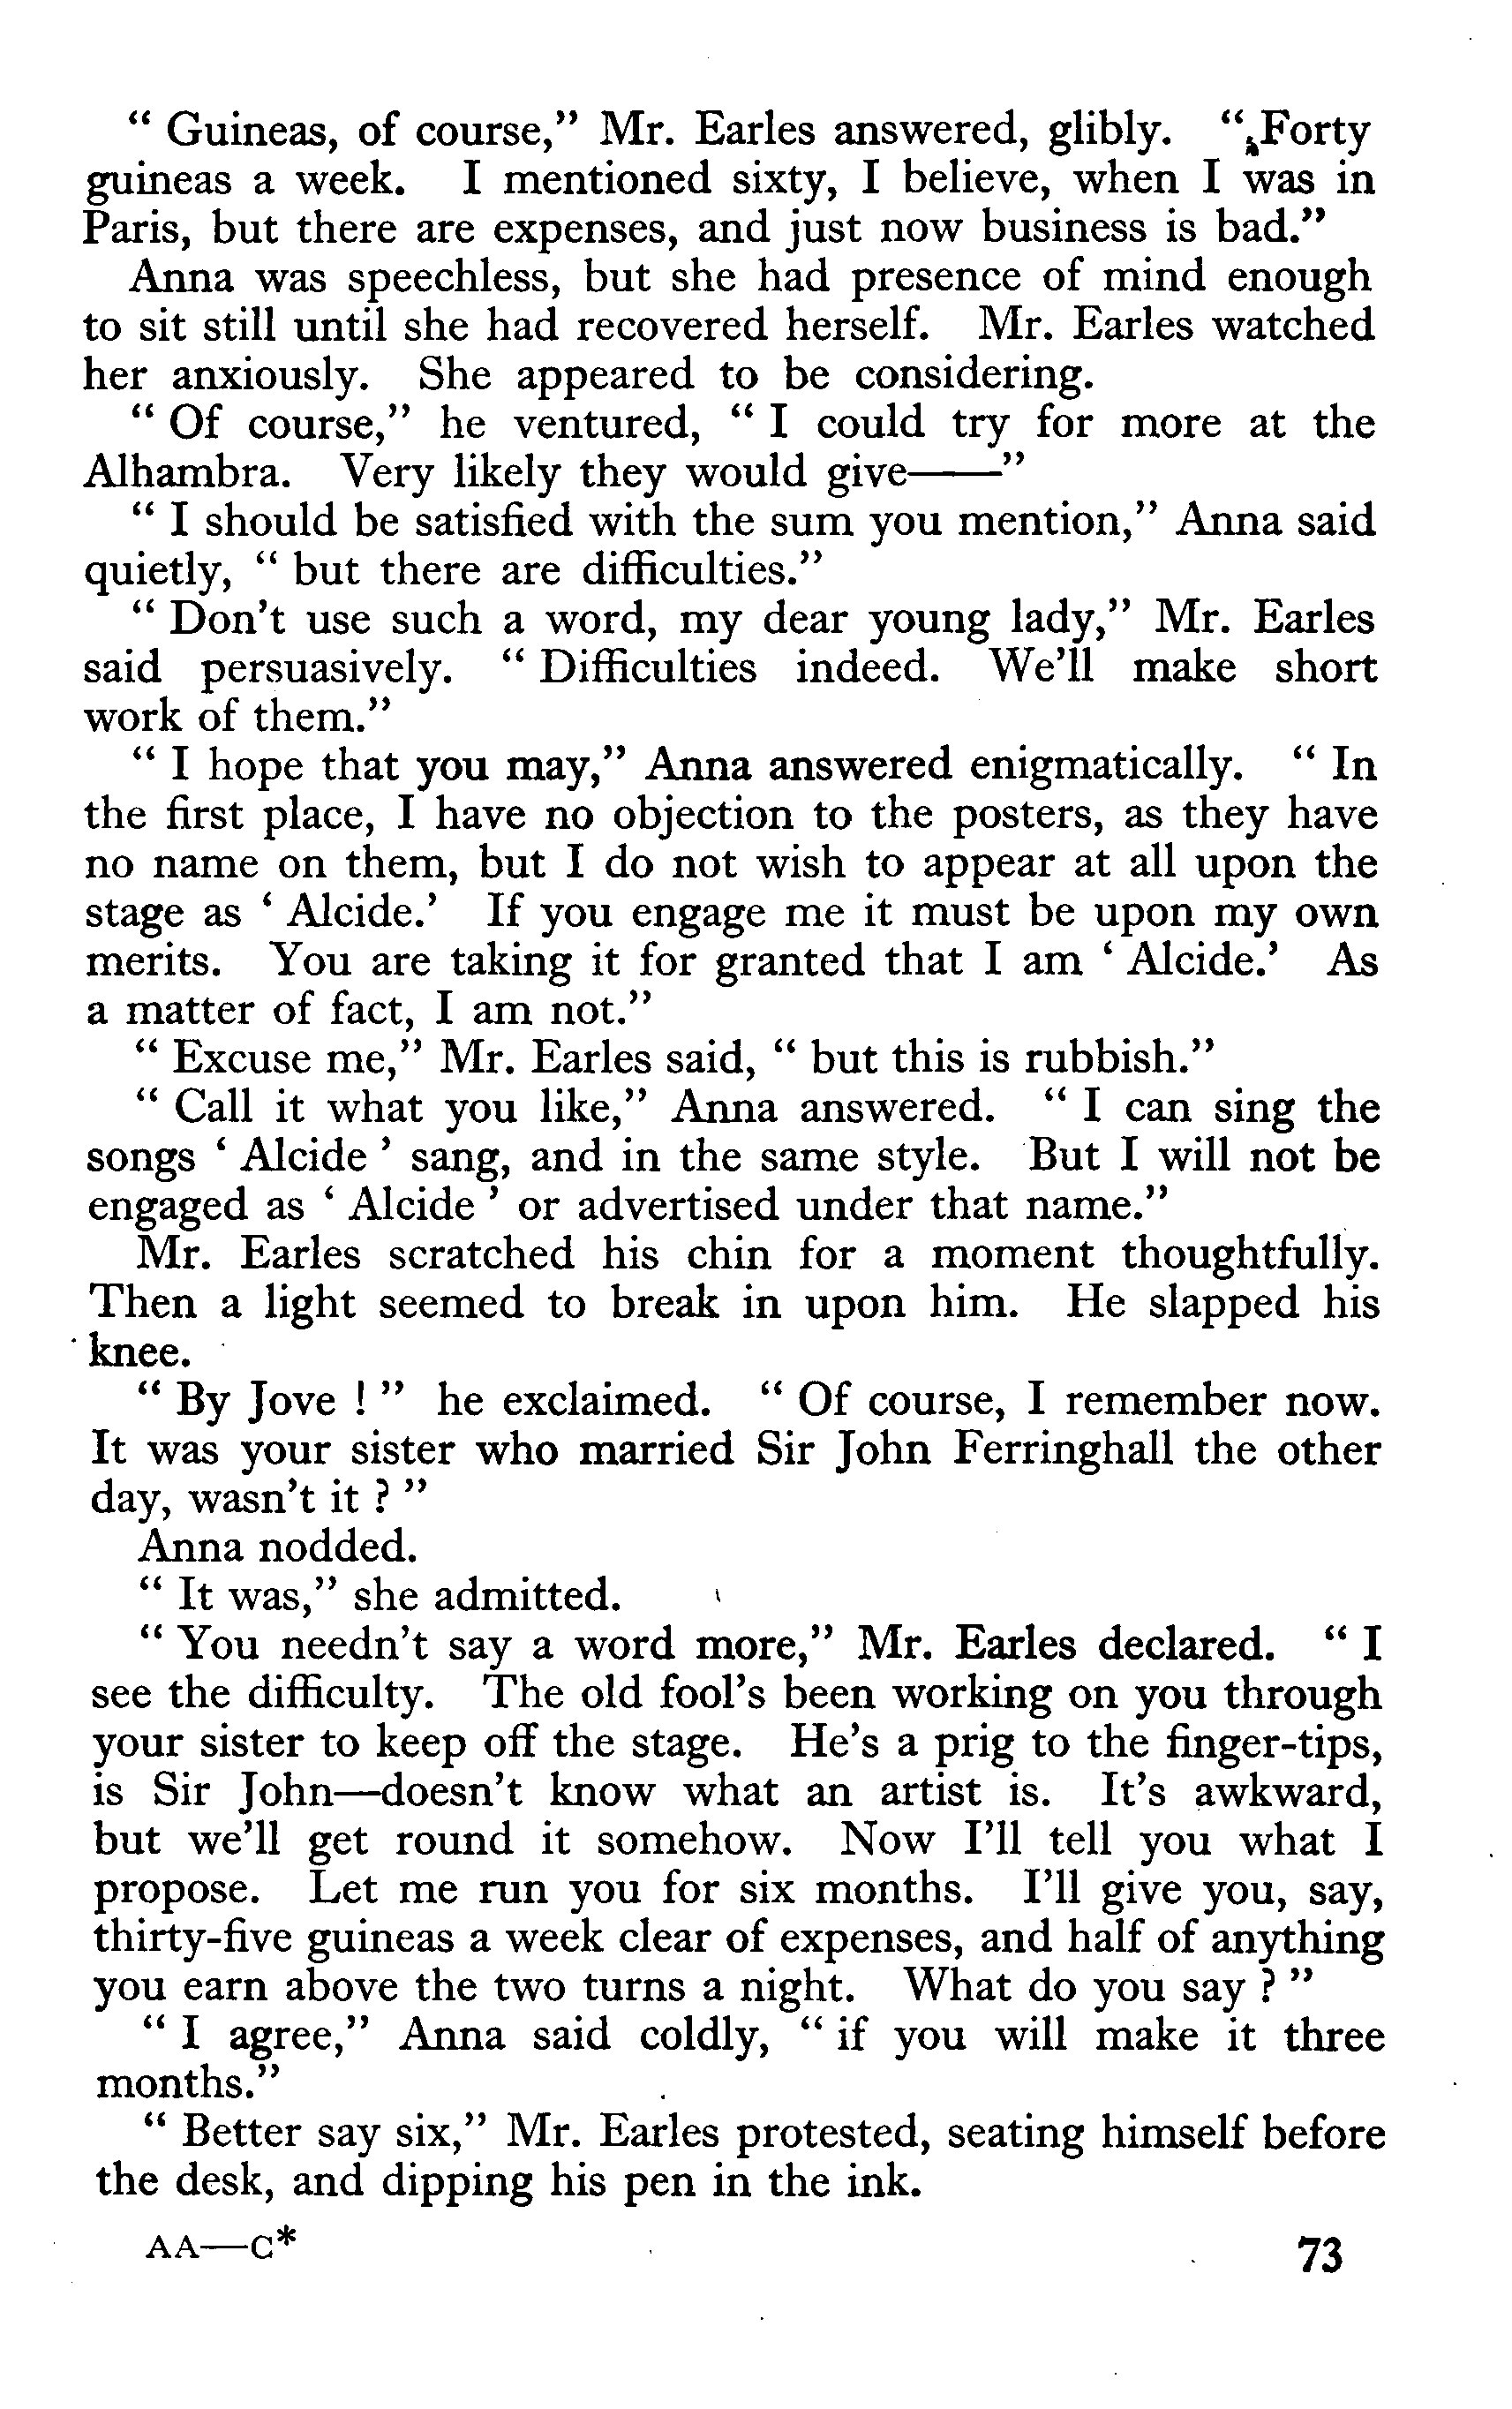 “ Guineas, of course,” Mr. Earles answered, glibly. “ Forty
guineas a week. I mentioned sixty, I believe, when I was in
Paris, but there are expenses, and just now business is bad.”
Anna was speechless, but she had presence of mind enough
to sit still until she had recovered herself. Mr. Earles watched
her anxiously. She appeared to be considering.
“ Of course,” he ventured, “ I could try for more at the
Alhambra. Very likely they would give——”
“ I should be satisfied with the sum you mention,” Anna said
quietly, “ but there are difficulties.”
“ Don’t use such a word, my dear young lady,” Mr. Earles
said persuasively. “ Difficulties indeed. We’ll make short
work of them.”
“ I hope that you may,” Anna answered enigmatically. “ In
the first place, I have no objection to the posters, as they have
no name on them, but I do not wish to appear at all upon the
stage as ‘ Alcide.’ If you engage me it must be upon my own
merits. You are taking it for granted that I am ‘ Alcide.’ As
a matter of fact, I am not.”
“ Excuse me,” Mr. Earles said, “ but this is rubbish.”
“ Call it what you like,” Anna answered. “ I can sing the
songs ‘ Alcide ’ sang, and in the same style. But I will not be
engaged as ‘ Alcide ’ or advertised under that name.”
Mr. Earles scratched his chin for a moment thoughtfully.
Then a light seemed to break in upon him. He slapped his
knee.
“ By Jove ! ” he exclaimed. “ Of course, I remember now.
It was your sister who married Sir John Ferringhall the other
day, wasn’t it ? ”
Anna nodded.
“ It was,” she admitted.
“ You needn’t say a word more,” Mr. Earles declared. “ I
see the difficulty. The old fool’s been working on you through
your sister to keep off the stage. He’s a prig to the finger-tips,
is Sir John—doesn’t know what an artist is. It’s awkward,
but we’ll get round it somehow. Now I’ll tell you what I
propose. Let me run you for six months. I’ll give you, say,
thirty-five guineas a week clear of expenses, and half of anything
you earn above the two turns a night. What do you say ? ”
“ I agree,” Anna said coldly, “ if you will make it three
months.”
“ Better say six,” Mr. Earles protested, seating himself before
the desk, and dipping his pen in the ink.
AA—C* 73